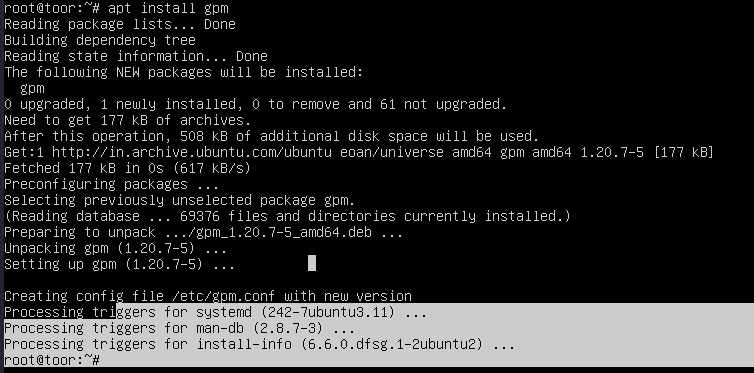 root@toor:~# apt install gpm
Reading package lists... Done
Building dependency tree
Reading state information... Done
The following NEW packages will be installed:
  gpm
0 upgraded, 1 newly installed, 0 to remove and 61 not upgraded.
Need to get 177 kB of archives.
After this operation, 508 kB of additional disk space will be used.
Get:1 http://in.archive.ubuntu.com/ubuntu eoan/universe amd64 gpm amd64 1.20.7-5 [177 kB]
Fetched 177 kB in 0s (617 kB/s)
Preconfiguring packages ...
Selecting previously unselected package gpm.
(Reading database ... 69376 files and directories currently installed.)
Preparing to unpack .../gpm_1.20.7-5_amd64.deb ...
Unpacking gpm (1.20.7-5) ...
Setting up gpm (1.20.7-5) ...

Creating config file /etc/gpm.conf with new version
Processing triggers for systemd (242-7ubuntu3.11) ...
Processing triggers for man-db (2.8.7-3) ...
Processing triggers for install-info (6.6.0.dfsg.1-2ubuntu2) ...
root@toor:~#